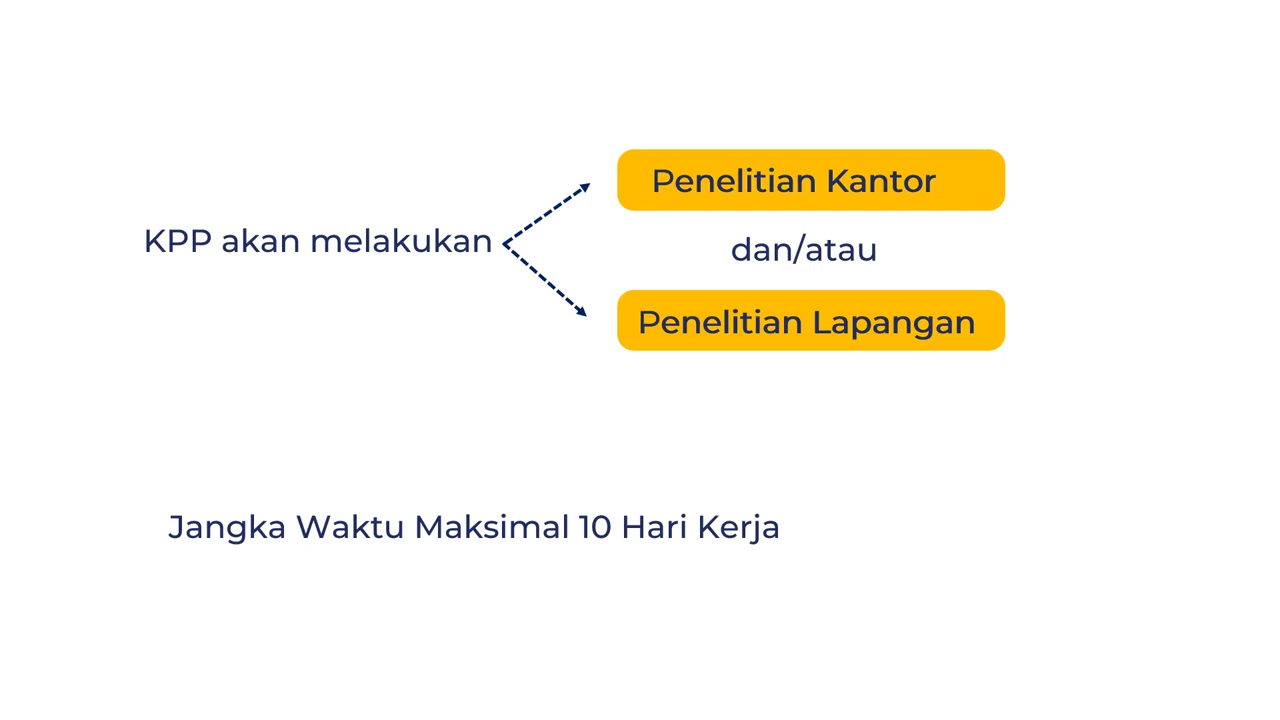 KPP akan melakukan
Penelitian Kantor
dan/atau
Penelitian Lapangan
Jangka Waktu Maksimal 10 Hari Kerja